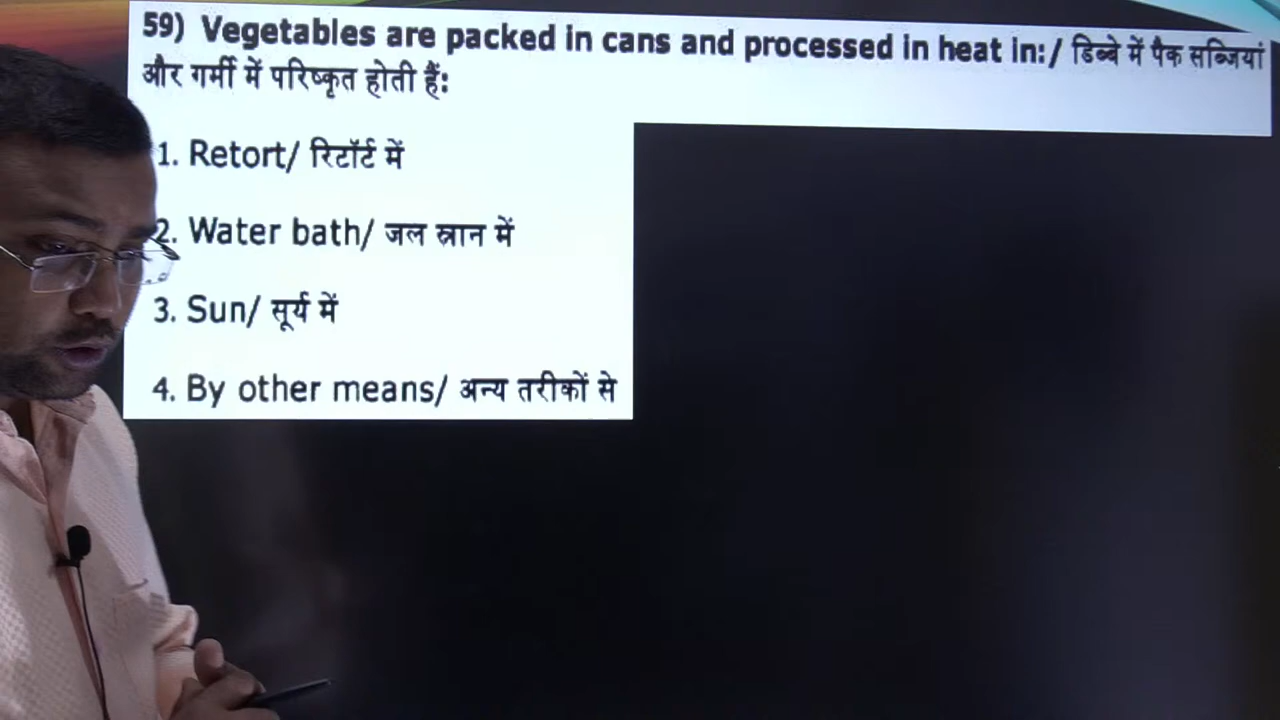 59) Vegetables are packed in cans and processed in heat in:/ डिब्बे में पैक सब्जियां
और गर्मी में परिष्कृत होती हैं:
1. Retort/ रिटॉर्ट में
2. Water bath/ जल स्नान में
3. Sun/ सूर्य में
4. By other means/ अन्य तरीकों से